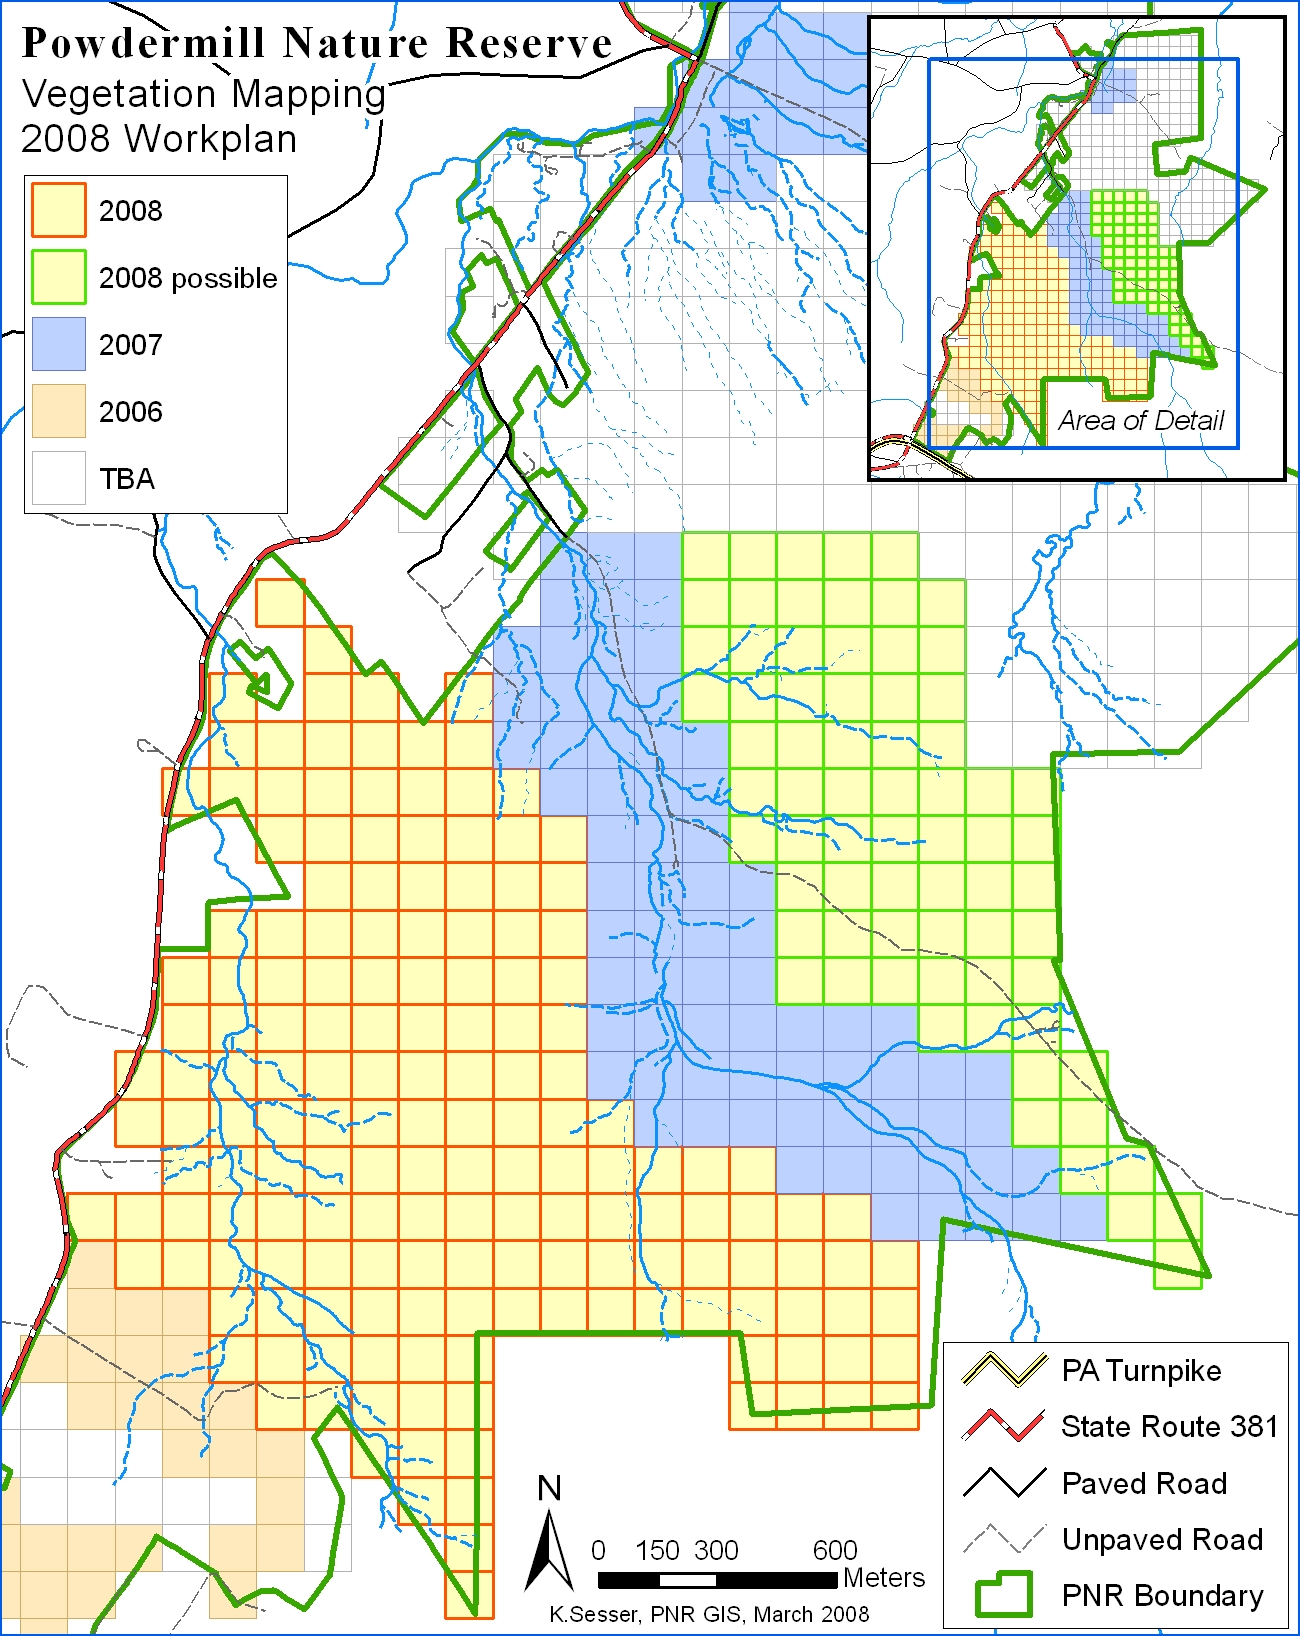 Powdermill Nature Reserve
Vegetation Mapping
2008 Workplan
2008
2008 possible
2007
2006
TBA
Area of Detail
PA Turnpike
State Route 381
Paved Road
Unpaved Road
PNR Boundary
N
0 150 300 600
Meters
K.Sesser, PNR GIS, March 2008